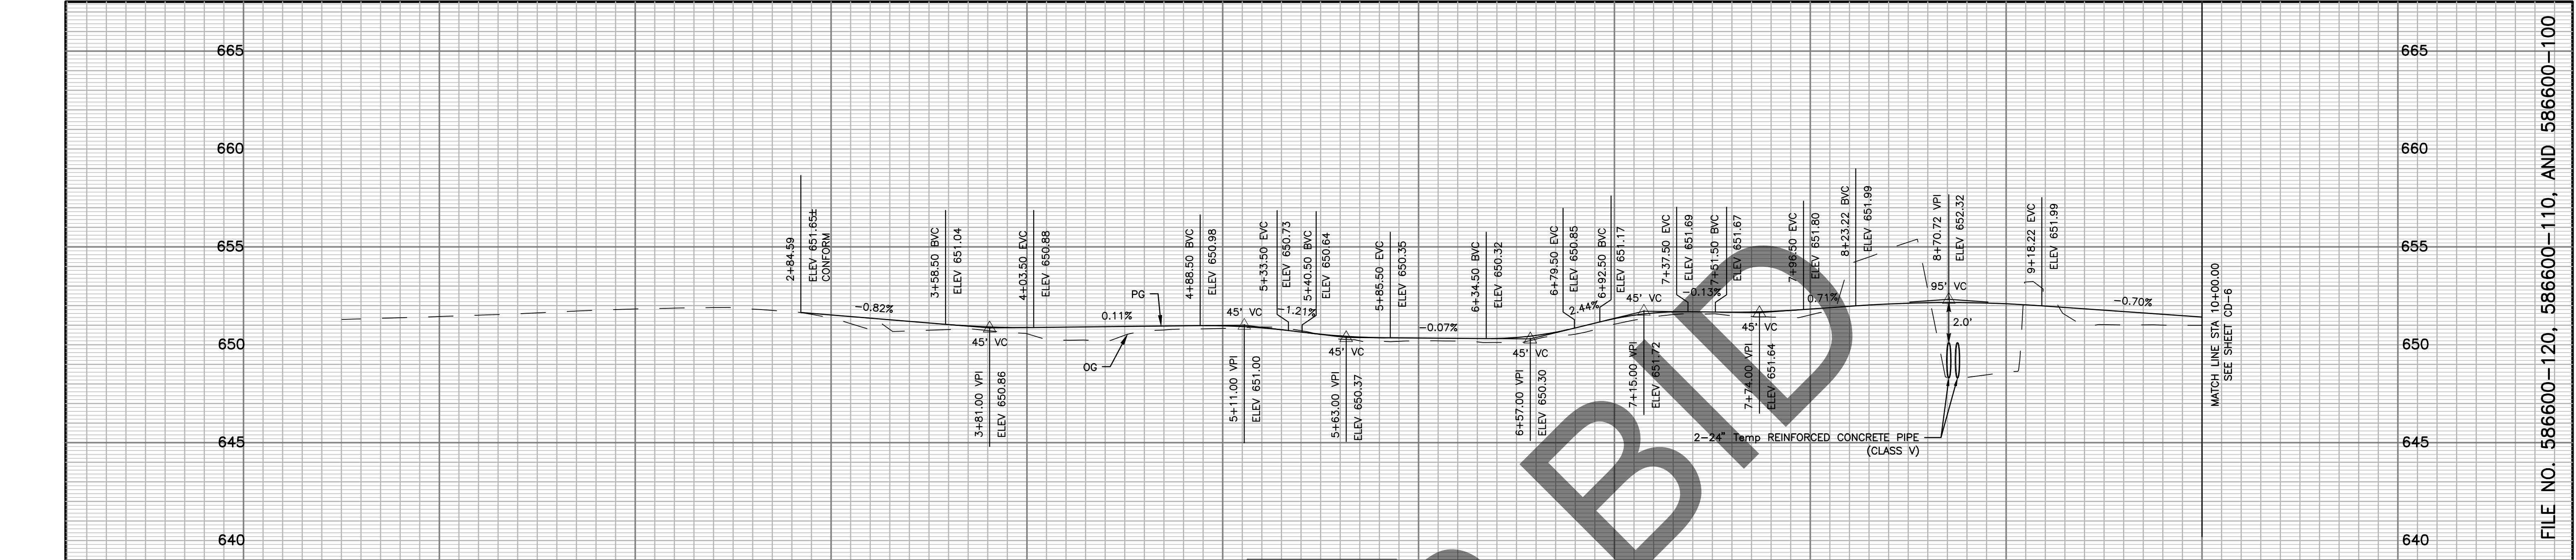 665
660
655
650
645
640
2+84.59
ELEV 651.65±
CONFORM
-0.82%
3+58.50 BVC
ELEV 651.04
45' VC
3+81.00 VPI
ELEV 650.86
4+03.50 EVC
ELEV 650.88
0.11%
PG
OG
4+88.50 BVC
ELEV 650.98
45' VC
5+11.00 VPI
ELEV 651.00
5+33.50 EVC
ELEV 650.73
-1.21%
5+40.50 BVC
ELEV 650.64
45' VC
5+63.00 VPI
ELEV 650.37
5+85.50 EVC
ELEV 650.35
-0.07%
6+34.50 BVC
ELEV 650.32
45' VC
6+57.00 VPI
ELEV 650.30
6+79.50 EVC
ELEV 650.85
2.44%
6+92.50 BVC
ELEV 651.17
45' VC
7+15.00 VPI
ELEV 651.72
7+37.50 EVC
ELEV 651.69
-0.13%
7+51.50 BVC
ELEV 651.67
45' VC
7+74.00 VPI
ELEV 651.64
7+96.50 EVC
ELEV 651.80
0.71%
8+23.22 BVC
ELEV 651.99
8+70.72 VPI
ELEV 652.32
95' VC
2.0'
2-24" Temp REINFORCED CONCRETE PIPE
(CLASS V)
9+18.22 EVC
ELEV 651.99
-0.70%
MATCH LINE STA 10+00.00
SEE SHEET CD-6
665
660
655
650
645
640
FILE NO. 586600-120, 586600-110, AND 586600-100
BID